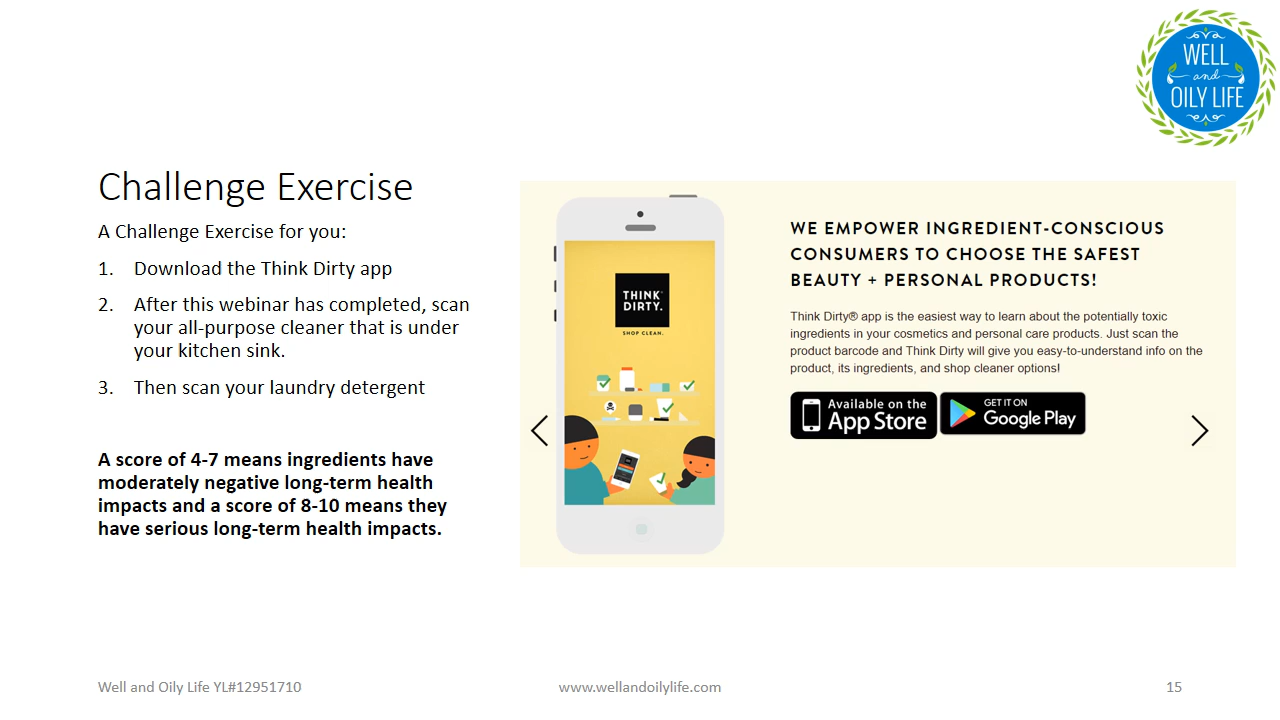 WELL
and
OILY LIFE
Challenge Exercise
A Challenge Exercise for you:
1. Download the Think Dirty app
2. After this webinar has completed, scan
your all-purpose cleaner that is under
your kitchen sink.
3. Then scan your laundry detergent
A score of 4-7 means ingredients have
moderately negative long-term health
impacts and a score of 8-10 means they
have serious long-term health impacts.
THINK
DIRTY.
SHOP CLEAN.
WE EMPOWER INGREDIENT-CONSCIOUS
CONSUMERS TO CHOOSE THE SAFEST
BEAUTY + PERSONAL PRODUCTS!
Think Dirty® app is the easiest way to learn about the potentially toxic
ingredients in your cosmetics and personal care products. Just scan the
product barcode and Think Dirty will give you easy-to-understand info on the
product, its ingredients, and shop cleaner options!
Available on the
App Store
GET IT ON
Google Play
Well and Oily Life YL#12951710
www.wellandoilylife.com
15